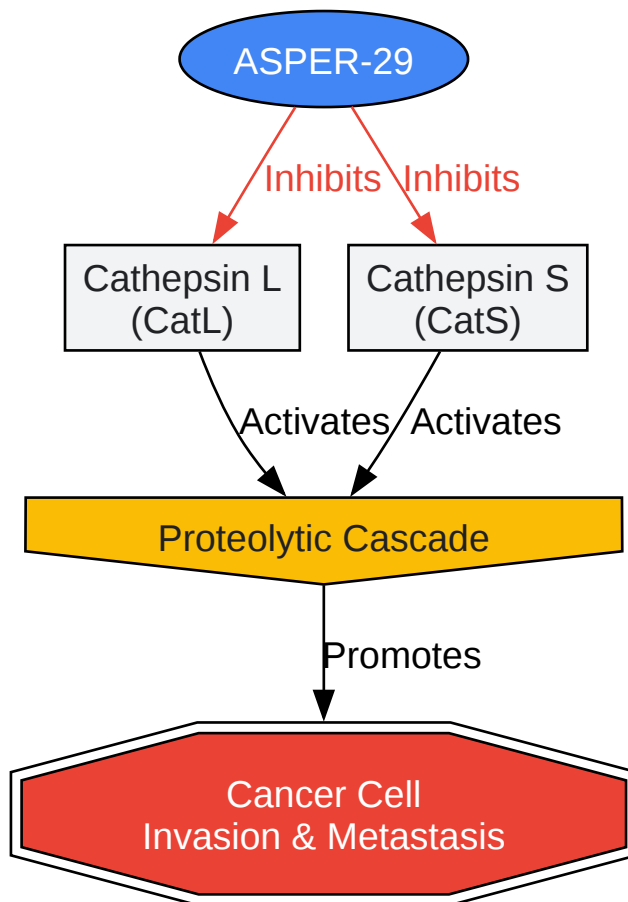 ASPER-29
Inhibits Inhibits
Cathepsin L
(CatL)
Cathepsin S
(CatS)
Activates Activates
Proteolytic Cascade
Promotes
Cancer Cell
Invasion & Metastasis